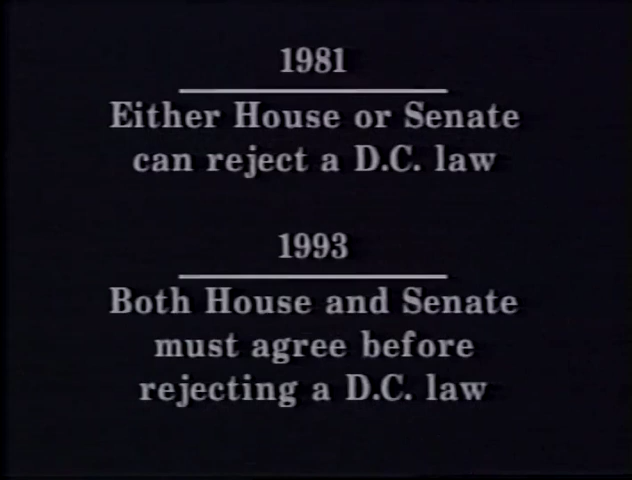 1981
Either House or Senate
can reject a D.C. law
1993
Both House and Senate
must agree before
rejecting a D.C. law